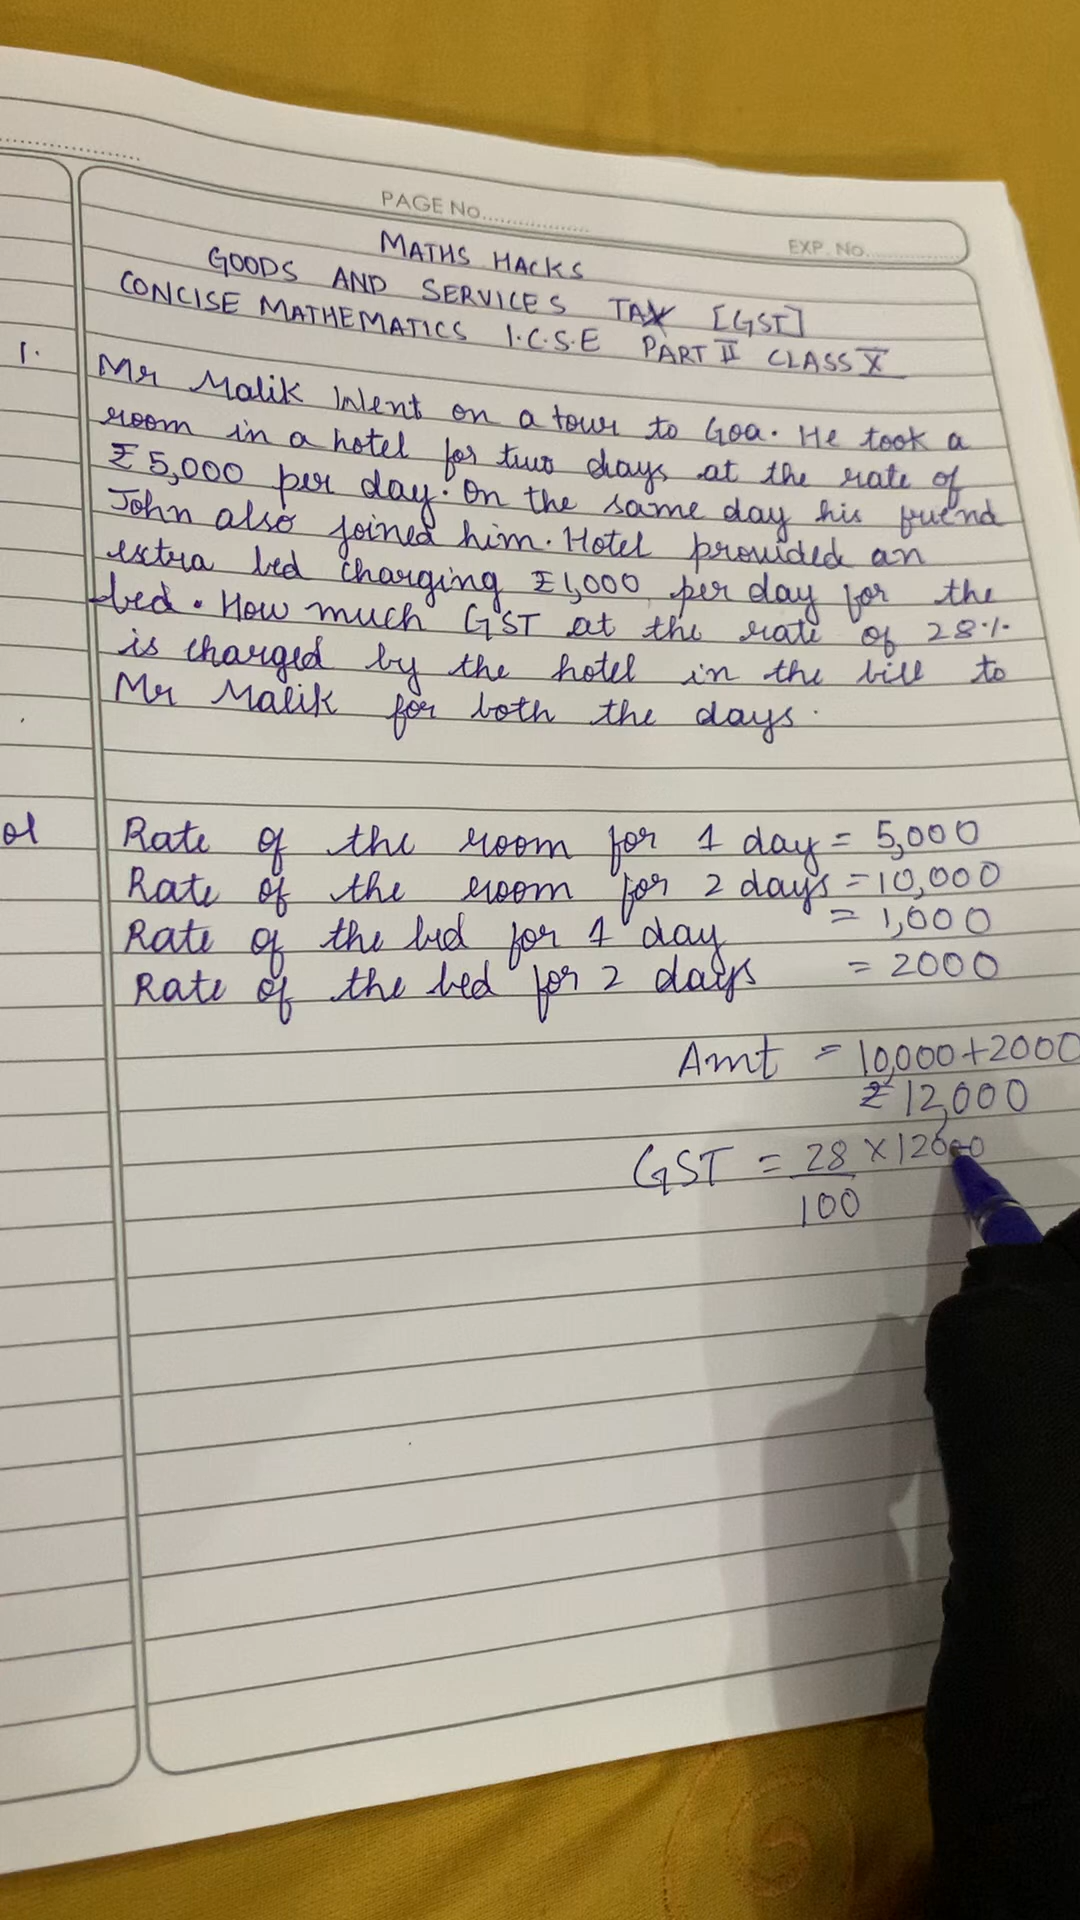 PAGE No.
EXP. No.
MATHS HACKS
GOODS AND SERVICES TAX [GST]
CONCISE MATHEMATICS I.C.S.E PART II CLASS X
1. Mr Malik Went on a tour to Goa. He took a
room in a hotel for two days at the rate of
₹5,000 per day. On the same day his friend
John also joined him. Hotel provided an
extra bed charging ₹1,000 per day for the
bed. How much GST at the rate of 28%
is charged by the hotel in the bill to
Mr Malik for both the days.
ol Rate of the room for 1 day = 5,000
Rate of the room for 2 days = 10,000
Rate of the bed for 1 day = 1,000
Rate of the bed for 2 days = 2000
Amt = 10,000+2000
₹12,000
GST = 28 × 12000
100